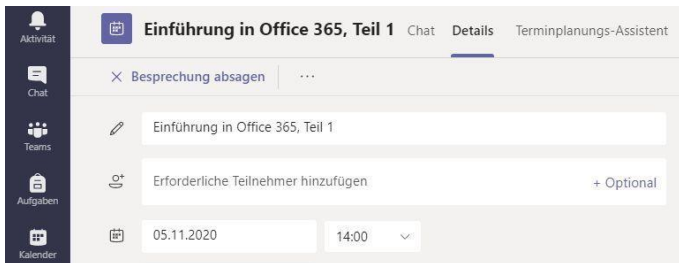 Aktivität
Chat
Teams
Aufgaben
Kalender
Einführung in Office 365, Teil 1 Chat Details Terminplanungs-Assistent
Besprechung absagen ...
Einführung in Office 365, Teil 1
Erforderliche Teilnehmer hinzufügen + Optional
05.11.2020 14:00